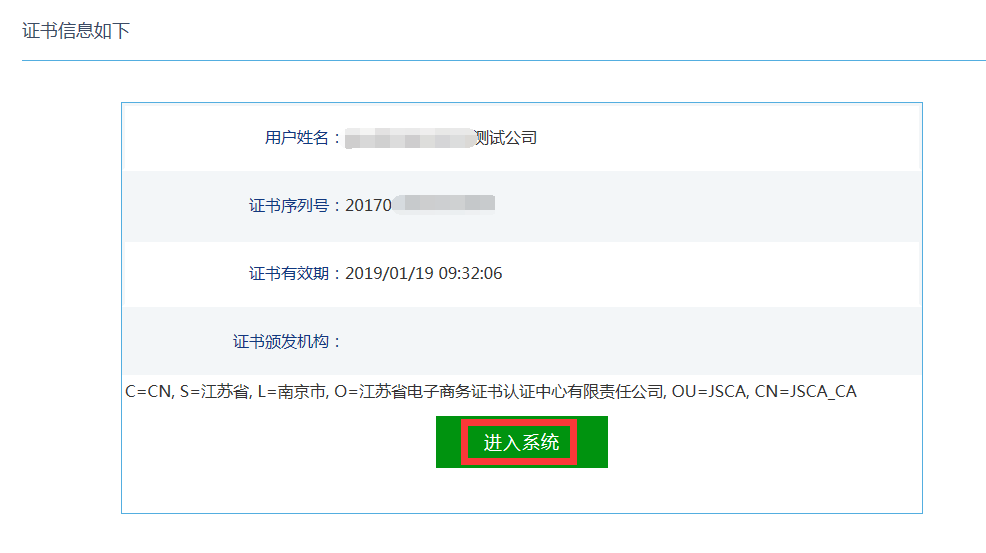 证书信息如下
用户姓名：测试公司
证书序列号：20170
证书有效期：2019/01/19 09:32:06
证书颁发机构：
C=CN, S=江苏省, L=南京市, O=江苏省电子商务证书认证中心有限责任公司, OU=JSCA, CN=JSCA_CA
进入系统